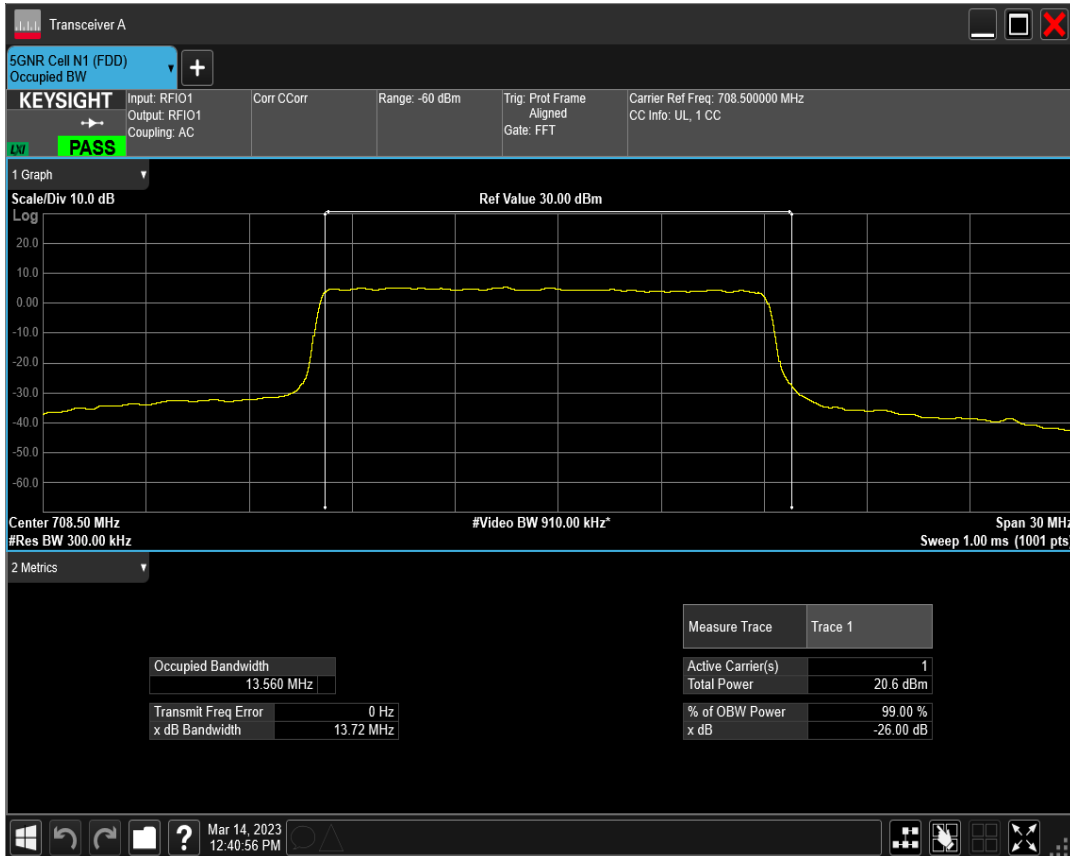 Transceiver A
5GNR Cell N1 (FDD)
Occupied BW
+
KEYSIGHT
LXI
PASS
Input: RFIO1
Output: RFIO1
Coupling: AC
Corr CCorr
Range: -60 dBm
Trig: Prot Frame
Aligned
Gate: FFT
Carrier Ref Freq: 708.500000 MHz
CC Info: UL, 1 CC
1 Graph
Scale/Div 10.0 dB
Ref Value 30.00 dBm
Log
20.0
10.0
0.00
-10.0
-20.0
-30.0
-40.0
-50.0
-60.0
Center 708.50 MHz
#Video BW 910.00 kHz*
Span 30 MHz
#Res BW 300.00 kHz
Sweep 1.00 ms (1001 pts)
2 Metrics
Measure Trace Trace 1
Occupied Bandwidth
13.560 MHz
Active Carrier(s) 1
Total Power 20.6 dBm
Transmit Freq Error 0 Hz
x dB Bandwidth 13.72 MHz
% of OBW Power 99.00 %
x dB -26.00 dB
?
Mar 14, 2023
12:40:56 PM